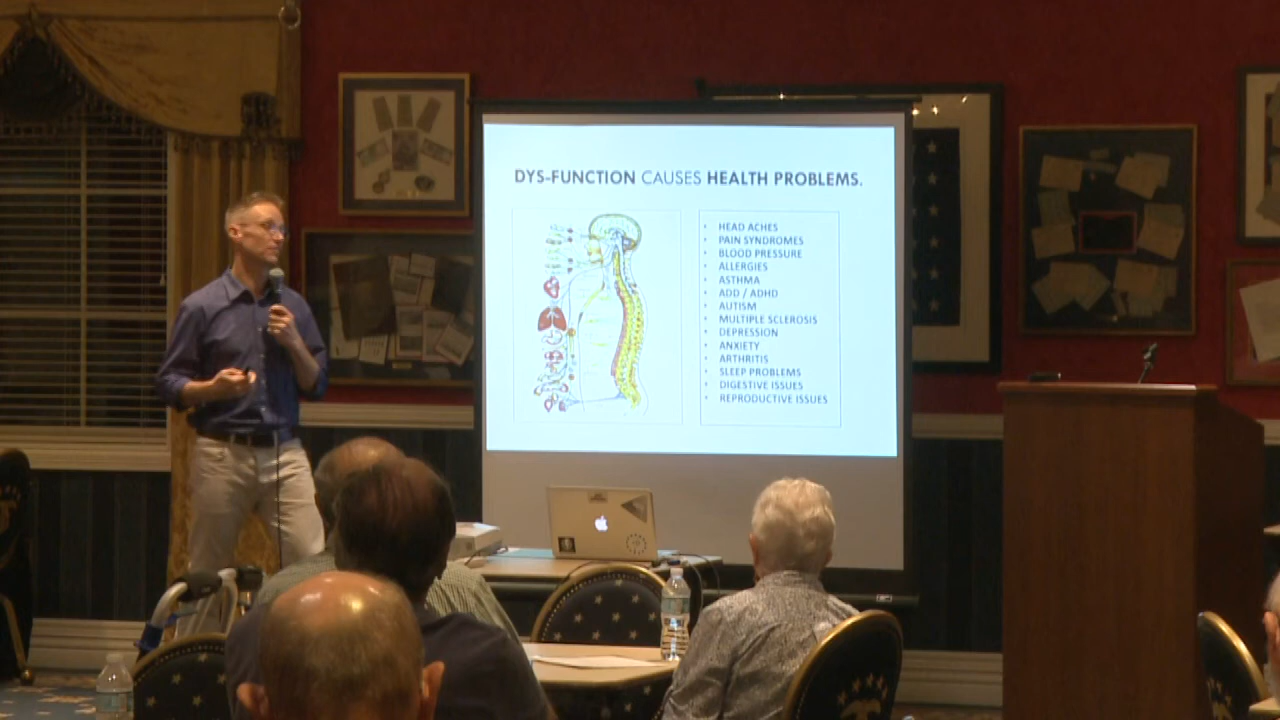 DYS-FUNCTION CAUSES HEALTH PROBLEMS.
• HEAD ACHES
• PAIN SYNDROMES
• BLOOD PRESSURE
• ALLERGIES
• ASTHMA
• ADD / ADHD
• AUTISM
• MULTIPLE SCLEROSIS
• DEPRESSION
• ANXIETY
• ARTHRITIS
• SLEEP PROBLEMS
• DIGESTIVE ISSUES
• REPRODUCTIVE ISSUES